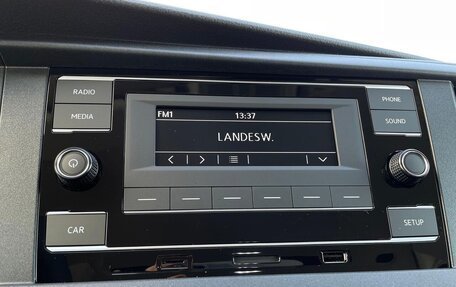 RADIO
MEDIA
FM1 13:37
LANDESW.
PHONE
SOUND
CAR
SETUP